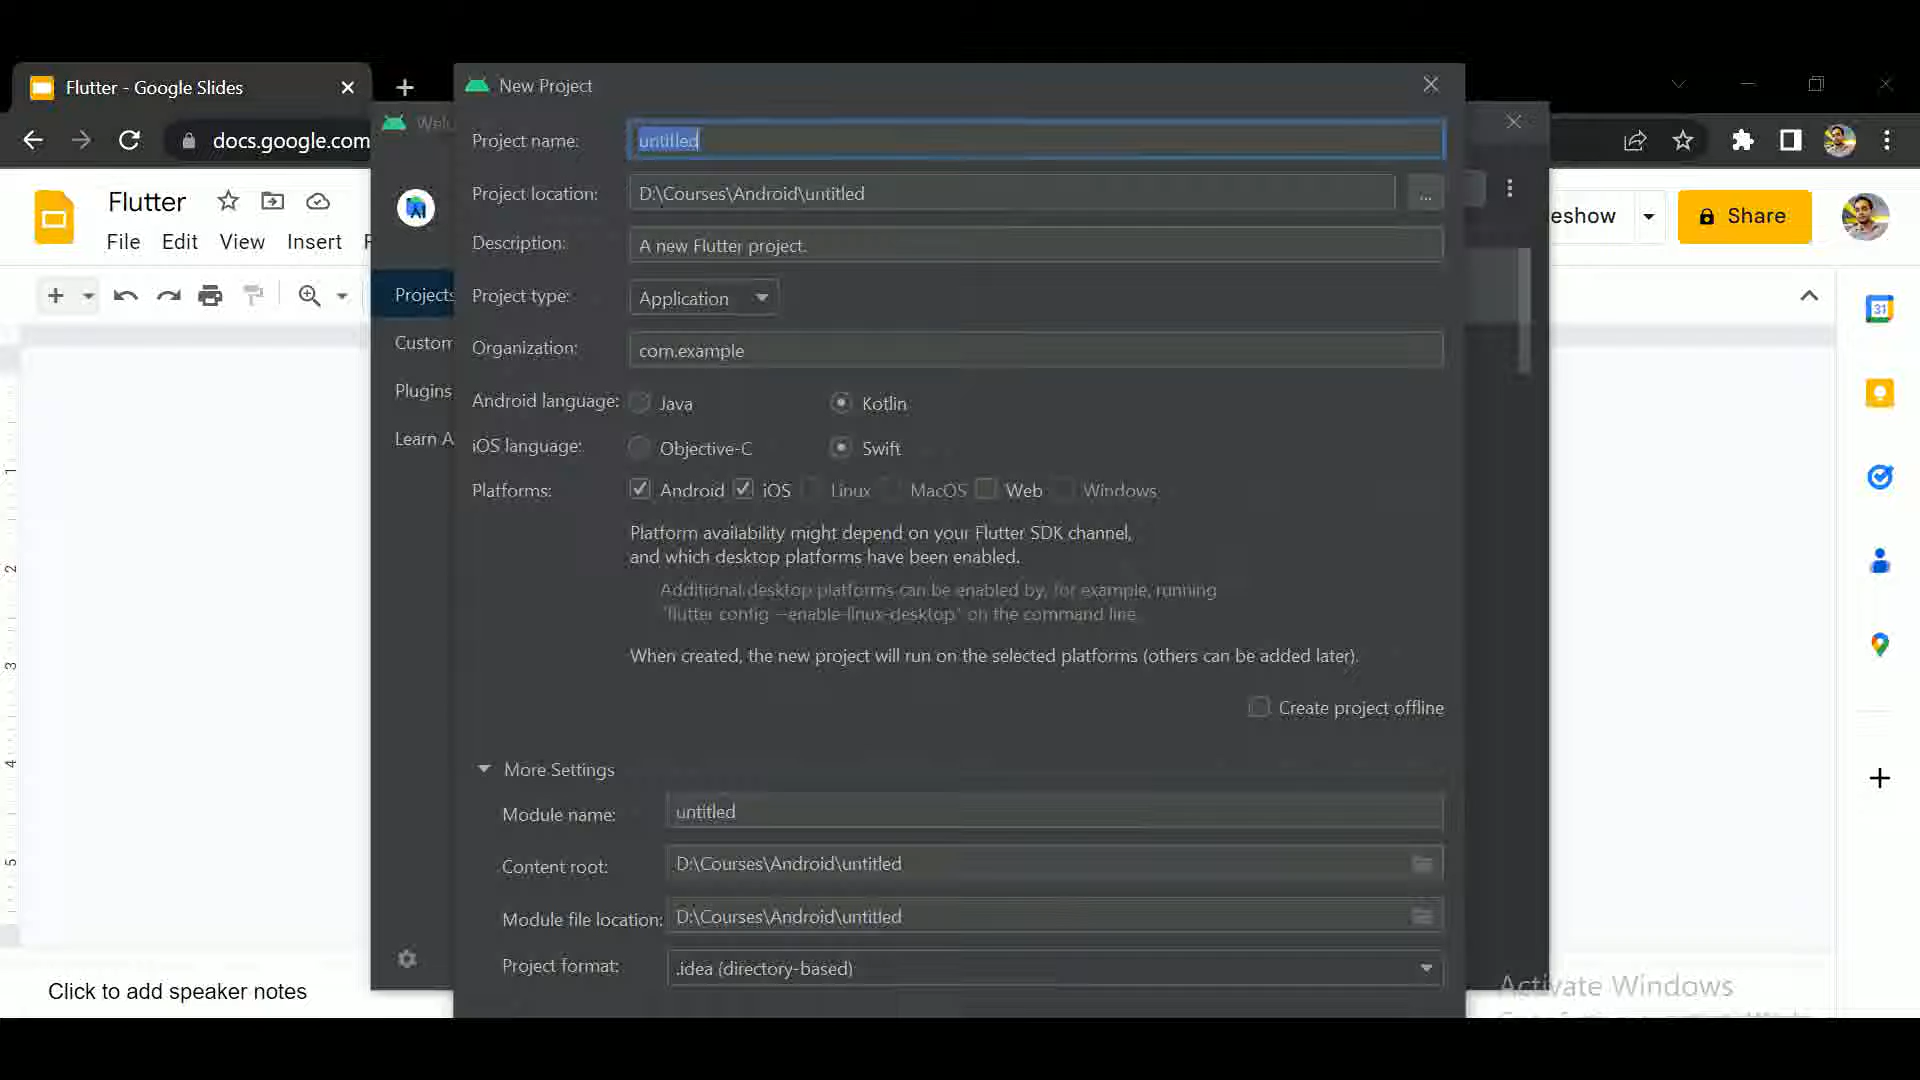 Flutter - Google Slides
New Project
docs.google.com
Project name:
untitled
Project location:
D:\Courses\Android\untitled
...
Flutter
Description:
A new Flutter project.
eshow
Share
File Edit View Insert
Projects
Project type:
Application
31
Custom
Organization:
com.example
Plugins
Android language:
Java
Kotlin
Learn A
iOS language:
Objective-C
Swift
Platforms:
Android iOS Linux MacOS Web Windows
Platform availability might depend on your Flutter SDK channel,
and which desktop platforms have been enabled.
Additional desktop platforms can be enabled by, for example, running
"flutter config --enable-linux-desktop" on the command line
When created, the new project will run on the selected platforms (others can be added later).
Create project offline
More Settings
Module name:
untitled
Content root:
D:\Courses\Android\untitled
Module file location:
D:\Courses\Android\untitled
Project format:
.idea (directory-based)
1
2
3
4
5
Click to add speaker notes
Activate Windows